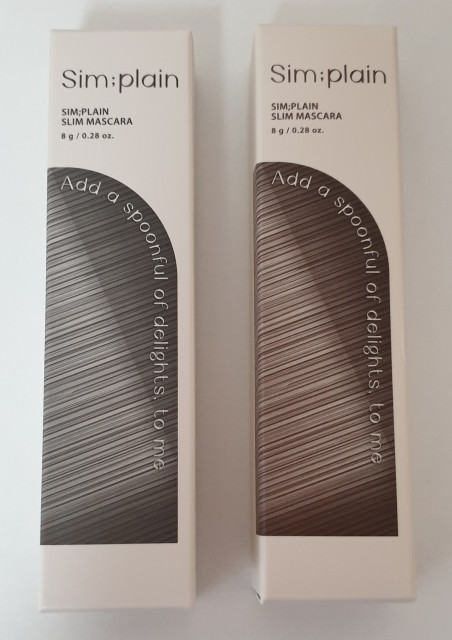 Sim;plain
SIM;PLAIN
SLIM MASCARA
8 g / 0.28 oz.
Add a spoonful of delights, to me
Sim;plain
SIM;PLAIN
SLIM MASCARA
8 g / 0.28 oz.
Add a spoonful of delights, to me